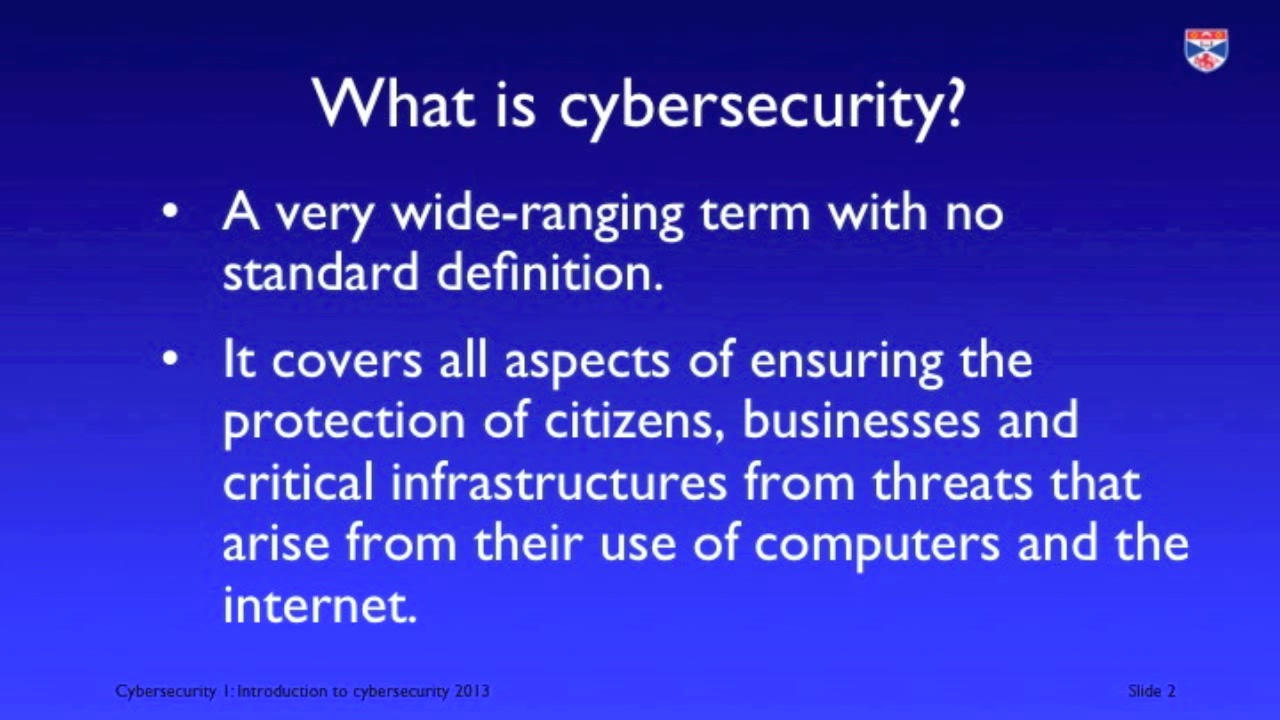 What is cybersecurity?
• A very wide-ranging term with no
standard definition.
• It covers all aspects of ensuring the
protection of citizens, businesses and
critical infrastructures from threats that
arise from their use of computers and the
internet.
Cybersecurity 1: Introduction to cybersecurity 2013
Slide 2